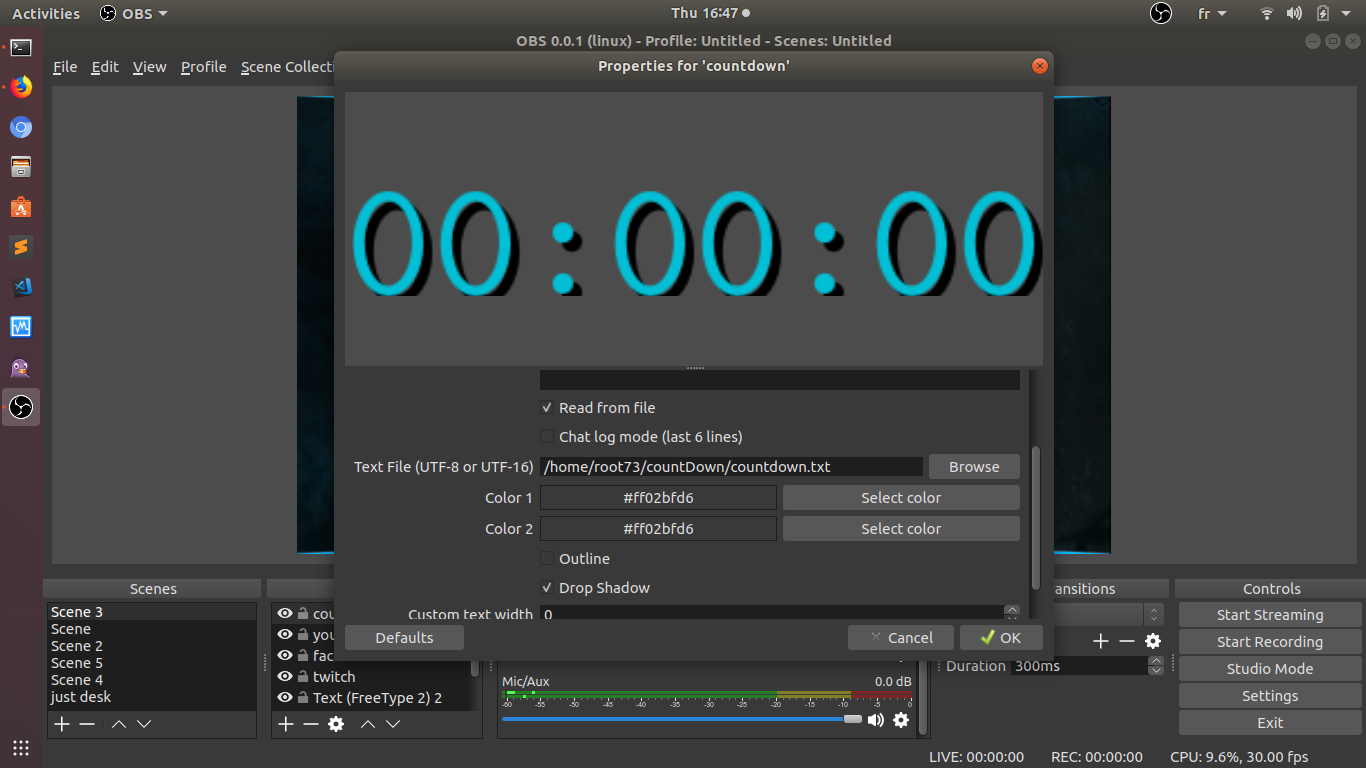 Activities OBS Thu 16:47 fr
OBS 0.0.1 (linux) - Profile: Untitled - Scenes: Untitled
File Edit View Profile Scene Collecti
Properties for 'countdown'
00:00:00
Read from file
Chat log mode (last 6 lines)
Text File (UTF-8 or UTF-16) /home/root73/countDown/countdown.txt Browse
Color 1 #ff02bfd6 Select color
Color 2 #ff02bfd6 Select color
Outline
Drop Shadow
Custom text width 0
Defaults Cancel OK
Scenes
Scene 3
Scene
Scene 2
Scene 5
Scene 4
just desk
cou
you
fac
twitch
Text (FreeType 2) 2
Mic/Aux 0.0 dB
-60 -55 -50 -45 -40 -35 -30 -25 -20 -15 -10 -5 0
ansitions
Duration 300ms
Controls
Start Streaming
Start Recording
Studio Mode
Settings
Exit
LIVE: 00:00:00 REC: 00:00:00 CPU: 9.6%, 30.00 fps